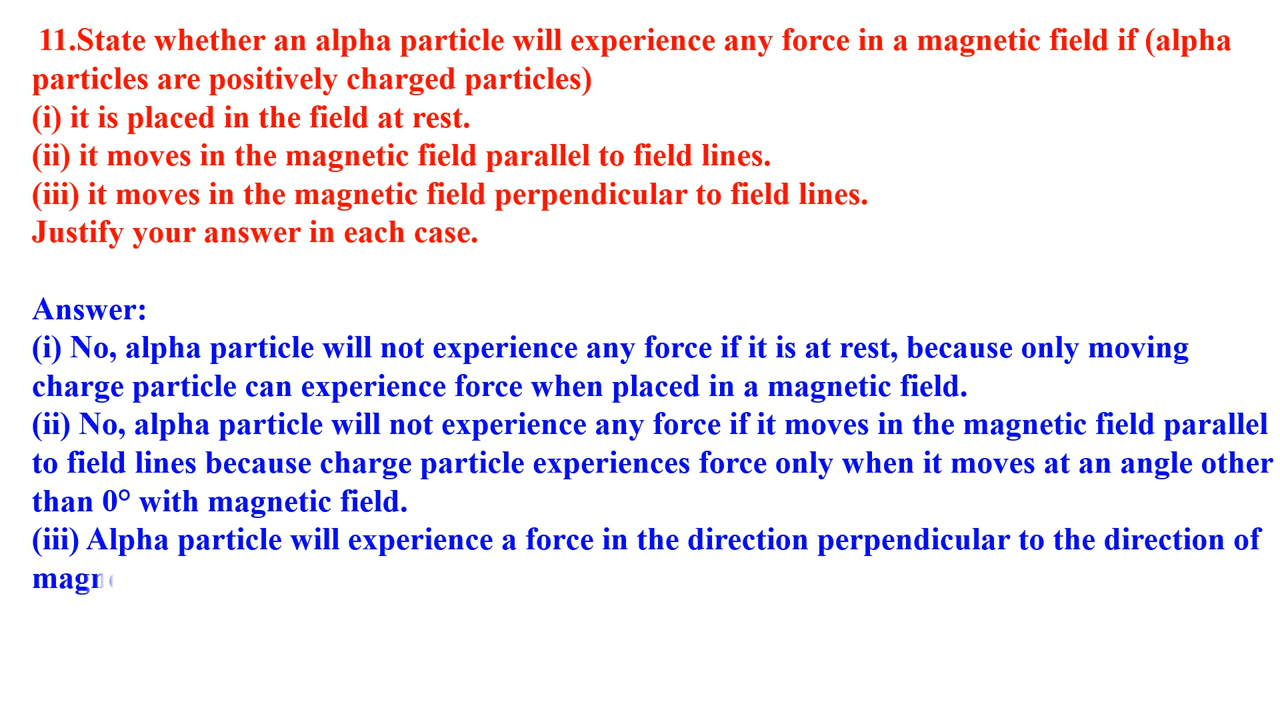 11.State whether an alpha particle will experience any force in a magnetic field if (alpha
particles are positively charged particles)
(i) it is placed in the field at rest.
(ii) it moves in the magnetic field parallel to field lines.
(iii) it moves in the magnetic field perpendicular to field lines.
Justify your answer in each case.
Answer:
(i) No, alpha particle will not experience any force if it is at rest, because only moving
charge particle can experience force when placed in a magnetic field.
(ii) No, alpha particle will not experience any force if it moves in the magnetic field parallel
to field lines because charge particle experiences force only when it moves at an angle other
than 0° with magnetic field.
(iii) Alpha particle will experience a force in the direction perpendicular to the direction of